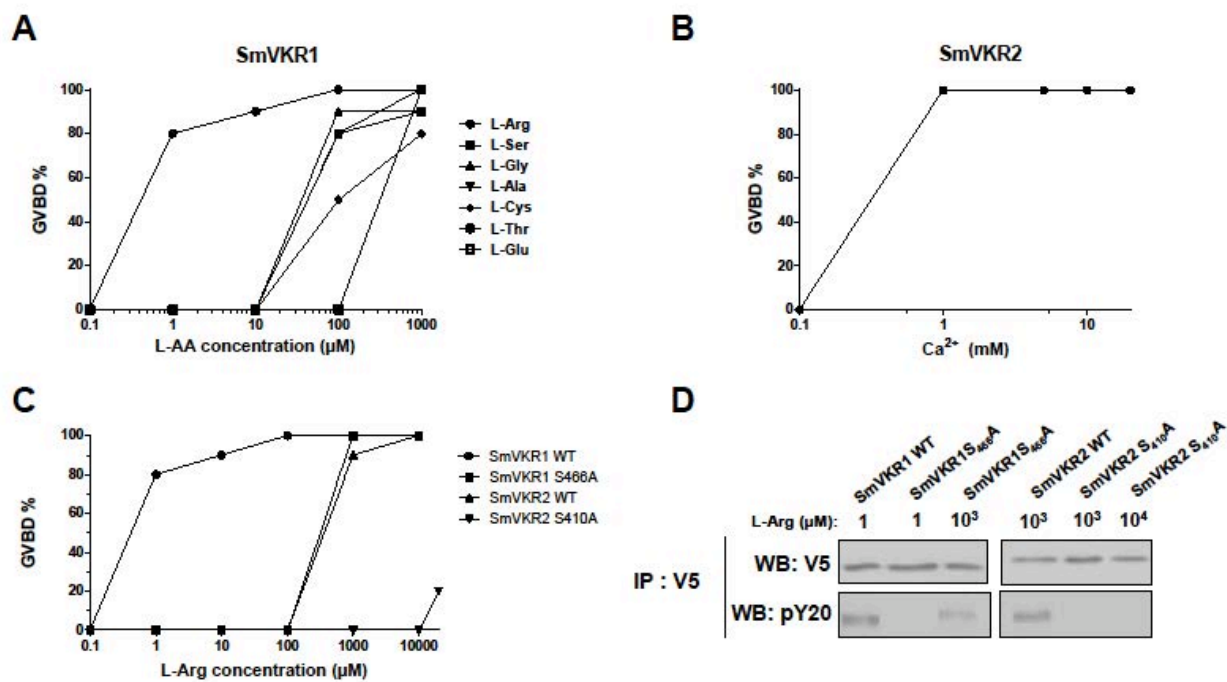 A
SmVKR1
GVBD %
100
80
60
40
20
0
0.1 1 10 100 1000
L-AA concentration (µM)
L-Arg
L-Ser
L-Gly
L-Ala
L-Cys
L-Thr
L-Glu
B
SmVKR2
GVBD %
100
80
60
40
20
0
0.1 1 10
Ca²⁺ (mM)
C
GVBD %
100
80
60
40
20
0
0.1 1 10 100 1000 10000
L-Arg concentration (µM)
SmVKR1 WT
SmVKR1 S466A
SmVKR2 WT
SmVKR2 S410A
D
SmVKR1 WT
SmVKR1S₄₆₆A
SmVKR1S₄₆₆A
SmVKR2 WT
SmVKR2 S₄₁₀A
SmVKR2 S₄₁₀A
L-Arg (µM): 1 1 10³ 10³ 10³ 10⁴
IP : V5
WB: V5
WB: pY20